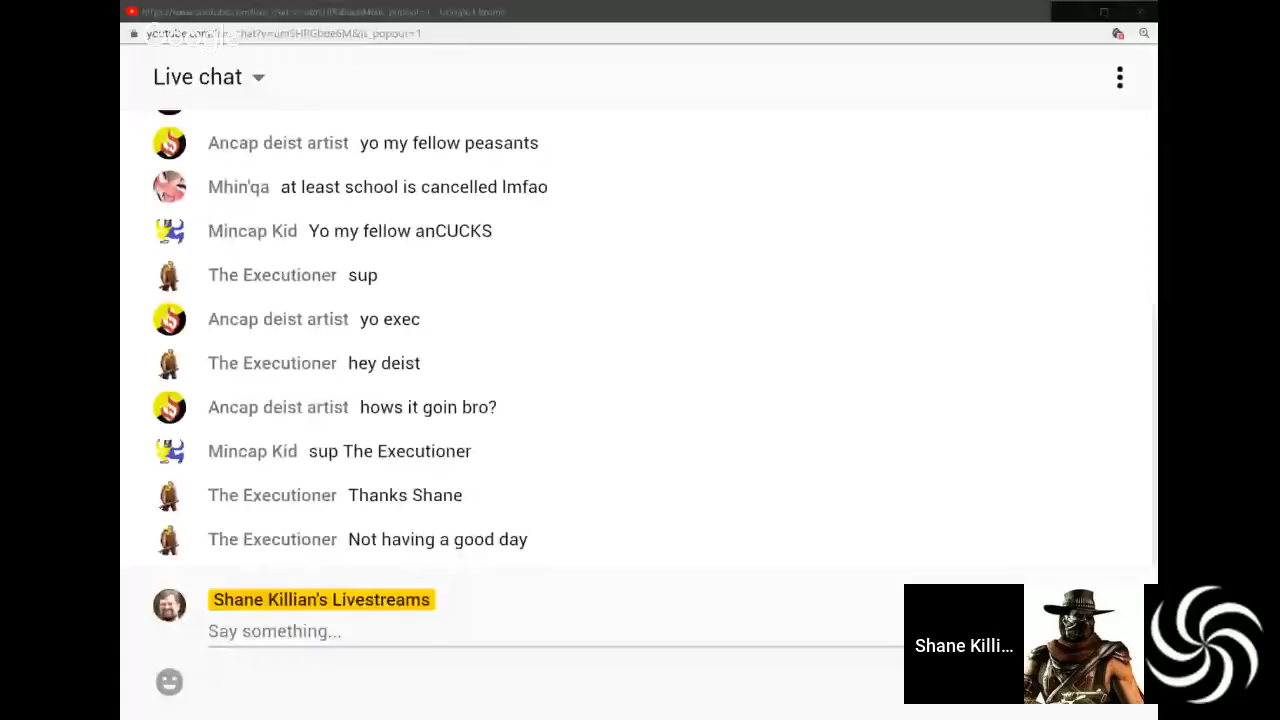 Live chat
Ancap deist artist yo my fellow peasants
Mhin'qa at least school is cancelled lmfao
Mincap Kid Yo my fellow anCUCKS
The Executioner sup
Ancap deist artist yo exec
The Executioner hey deist
Ancap deist artist hows it goin bro?
Mincap Kid sup The Executioner
The Executioner Thanks Shane
The Executioner Not having a good day
Shane Killian's Livestreams
Say something...
Shane Killi...